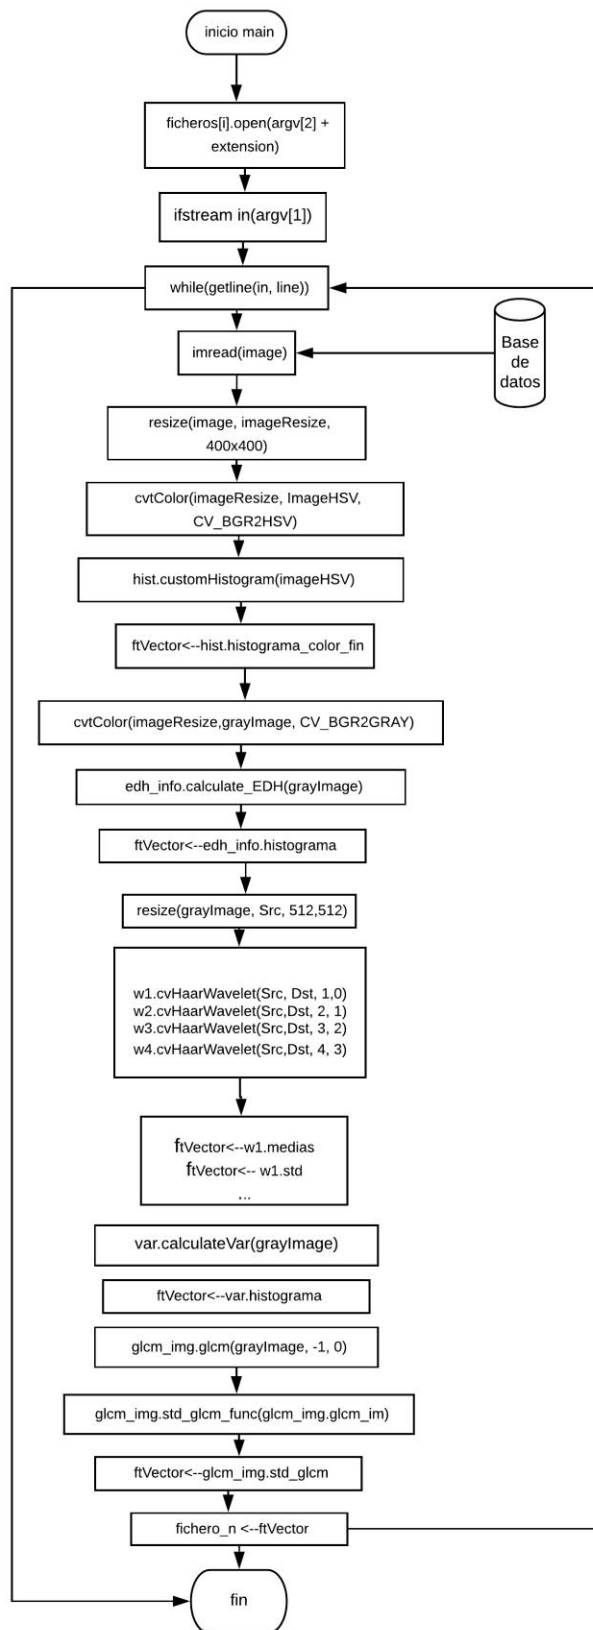 inicio main
ficheros[i].open(argv[2] +
extension)
ifstream in(argv[1])
while(getline(in, line))
imread(image)
Base
de
datos
resize(image, imageResize,
400x400)
cvtColor(imageResize, ImageHSV,
CV_BGR2HSV)
hist.customHistogram(imageHSV)
ftVector<--hist.histograma_color_fin
cvtColor(imageResize,grayImage, CV_BGR2GRAY)
edh_info.calculate_EDH(grayImage)
ftVector<--edh_info.histograma
resize(grayImage, Src, 512,512)
w1.cvHaarWavelet(Src, Dst, 1,0)
w2.cvHaarWavelet(Src,Dst, 2, 1)
w3.cvHaarWavelet(Src,Dst, 3, 2)
w4.cvHaarWavelet(Src,Dst, 4, 3)
ftVector<--w1.medias
ftVector<-- w1.std
...
var.calculateVar(grayImage)
ftVector<--var.histograma
glcm_img.glcm(grayImage, -1, 0)
glcm_img.std_glcm_func(glcm_img.glcm_im)
ftVector<--glcm_img.std_glcm
fichero_n <--ftVector
fin